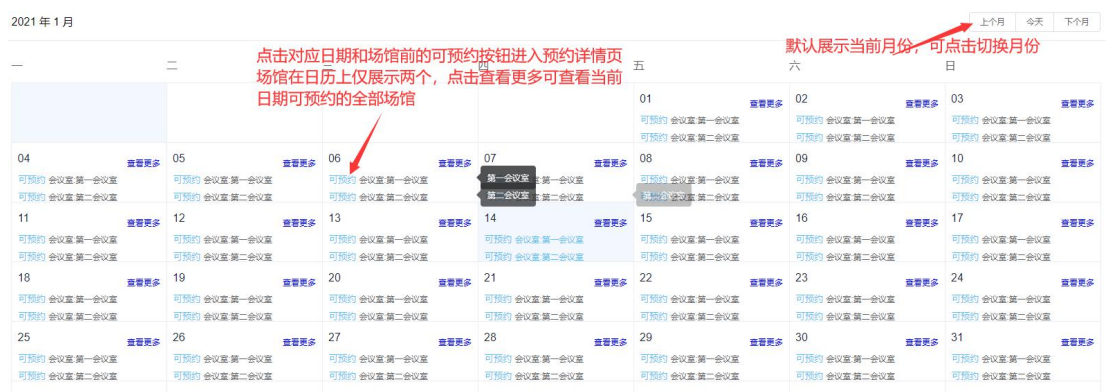 2021 年 1 月
上个月 今天 下个月
默认展示当前月份，可点击切换月份
点击对应日期和场馆前的可预约按钮进入预约详情页
场馆在日历上仅展示两个，点击查看更多可查看当前
日期可预约的全部场馆
一 二 三 四 五 六 日
01 查看更多 02 查看更多 03 查看更多
可预约 会议室 第一会议室 可预约 会议室 第一会议室 可预约 会议室 第一会议室
可预约 会议室 第二会议室 可预约 会议室 第二会议室 可预约 会议室 第二会议室
04 查看更多 05 查看更多 06 查看更多 07 查看更多 08 查看更多 09 查看更多 10 查看更多
可预约 会议室 第一会议室 可预约 会议室 第一会议室 可预约 会议室 第一会议室 第一会议室 第一会议室 可预约 会议室 第一会议室 可预约 会议室 第一会议室 可预约 会议室 第一会议室
可预约 会议室 第二会议室 可预约 会议室 第二会议室 可预约 会议室 第二会议室 第二会议室 第二会议室 会议室 可预约 会议室 第二会议室 可预约 会议室 第二会议室
11 查看更多 12 查看更多 13 查看更多 14 查看更多 15 查看更多 16 查看更多 17 查看更多
可预约 会议室 第一会议室 可预约 会议室 第一会议室 可预约 会议室 第一会议室 可预约 会议室 第一会议室 可预约 会议室 第一会议室 可预约 会议室 第一会议室 可预约 会议室 第一会议室
可预约 会议室 第二会议室 可预约 会议室 第二会议室 可预约 会议室 第二会议室 可预约 会议室 第二会议室 可预约 会议室 第二会议室 可预约 会议室 第二会议室 可预约 会议室 第二会议室
18 查看更多 19 查看更多 20 查看更多 21 查看更多 22 查看更多 23 查看更多 24 查看更多
可预约 会议室 第一会议室 可预约 会议室 第一会议室 可预约 会议室 第一会议室 可预约 会议室 第一会议室 可预约 会议室 第一会议室 可预约 会议室 第一会议室 可预约 会议室 第一会议室
可预约 会议室 第二会议室 可预约 会议室 第二会议室 可预约 会议室 第二会议室 可预约 会议室 第二会议室 可预约 会议室 第二会议室 可预约 会议室 第二会议室 可预约 会议室 第二会议室
25 查看更多 26 查看更多 27 查看更多 28 查看更多 29 查看更多 30 查看更多 31 查看更多
可预约 会议室 第一会议室 可预约 会议室 第一会议室 可预约 会议室 第一会议室 可预约 会议室 第一会议室 可预约 会议室 第一会议室 可预约 会议室 第一会议室 可预约 会议室 第一会议室
可预约 会议室 第二会议室 可预约 会议室 第二会议室 可预约 会议室 第二会议室 可预约 会议室 第二会议室 可预约 会议室 第二会议室 可预约 会议室 第二会议室 可预约 会议室 第二会议室